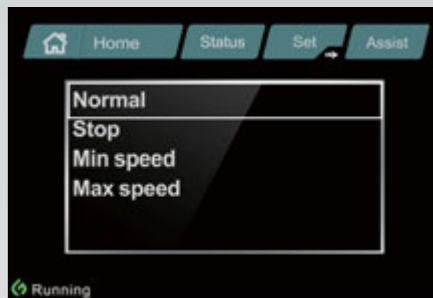 Home Status Set Assist
Normal
Stop
Min speed
Max speed
Running